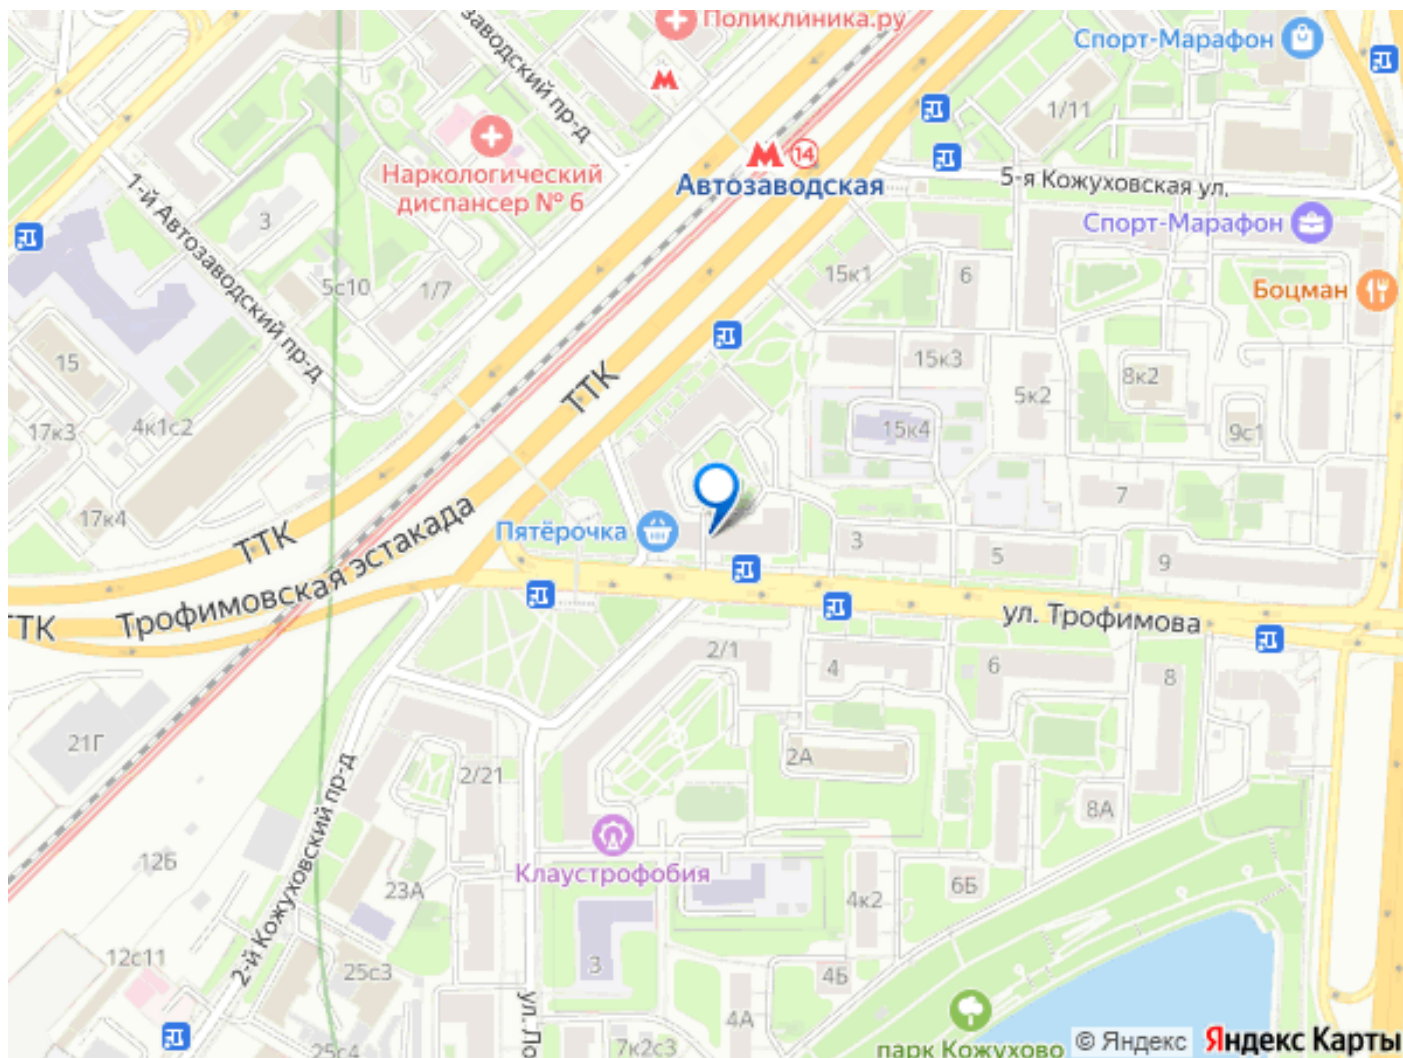 Поликлиника.ру
заводский пр-д
Спорт-Марафон
1/11
14
Автозаводская
Наркологический
диспансер № 6
5-я Кожуховская ул.
Спорт-Марафон
1-й Автозаводский пр-д
3
5с10
1/7
15к1
6
Боцман
15
15к3
8к2
5к2
ТТК
17к3
4к1с2
15к4
9с1
7
17к4
ТТК
Пятёрочка
3
5
9
Трофимовская эстакада
ТТК
ул. Трофимова
2/1
4
6
8
21Г
2/21
2А
8А
Клаустрофобия
12Б
23А
4к2
6Б
2-й Кожуховский пр-д
12с11
25с3
3
4Б
ул. Ло
4А
25с4
7к2с3
парк Кожухово
© Яндекс
Яндекс Карты